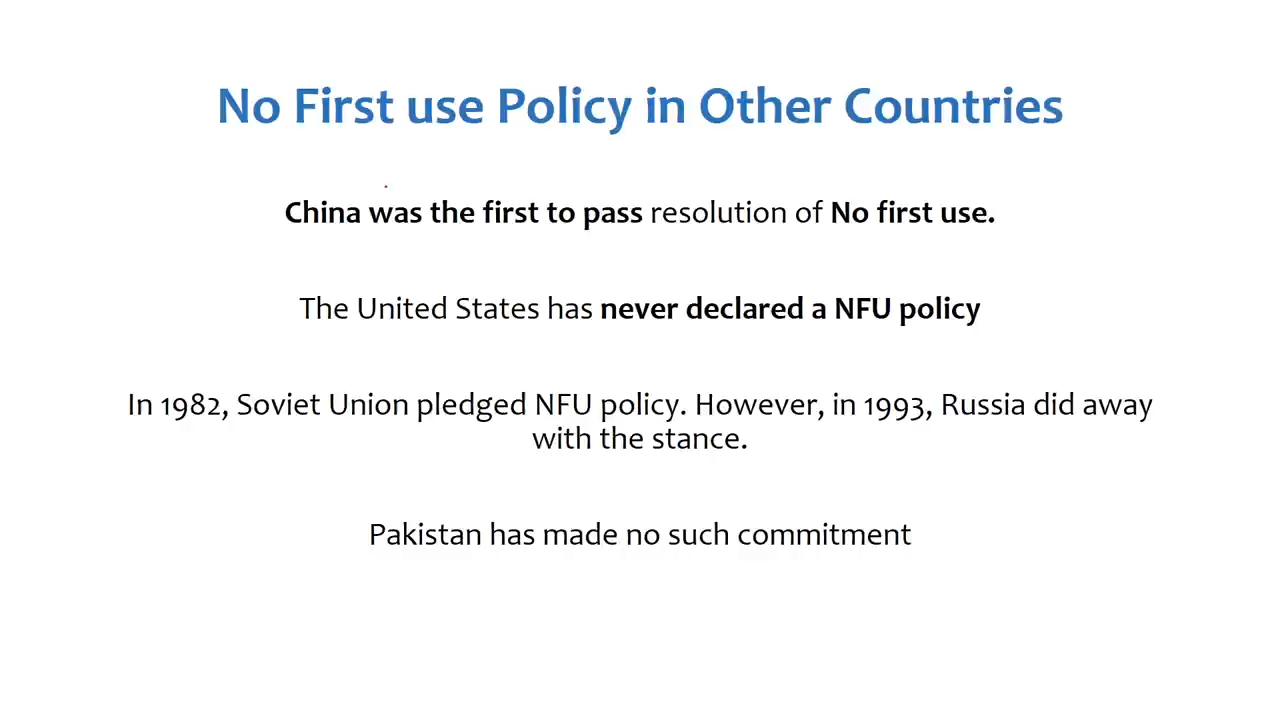 No First use Policy in Other Countries
China was the first to pass resolution of No first use.
The United States has never declared a NFU policy
In 1982, Soviet Union pledged NFU policy. However, in 1993, Russia did away
with the stance.
Pakistan has made no such commitment